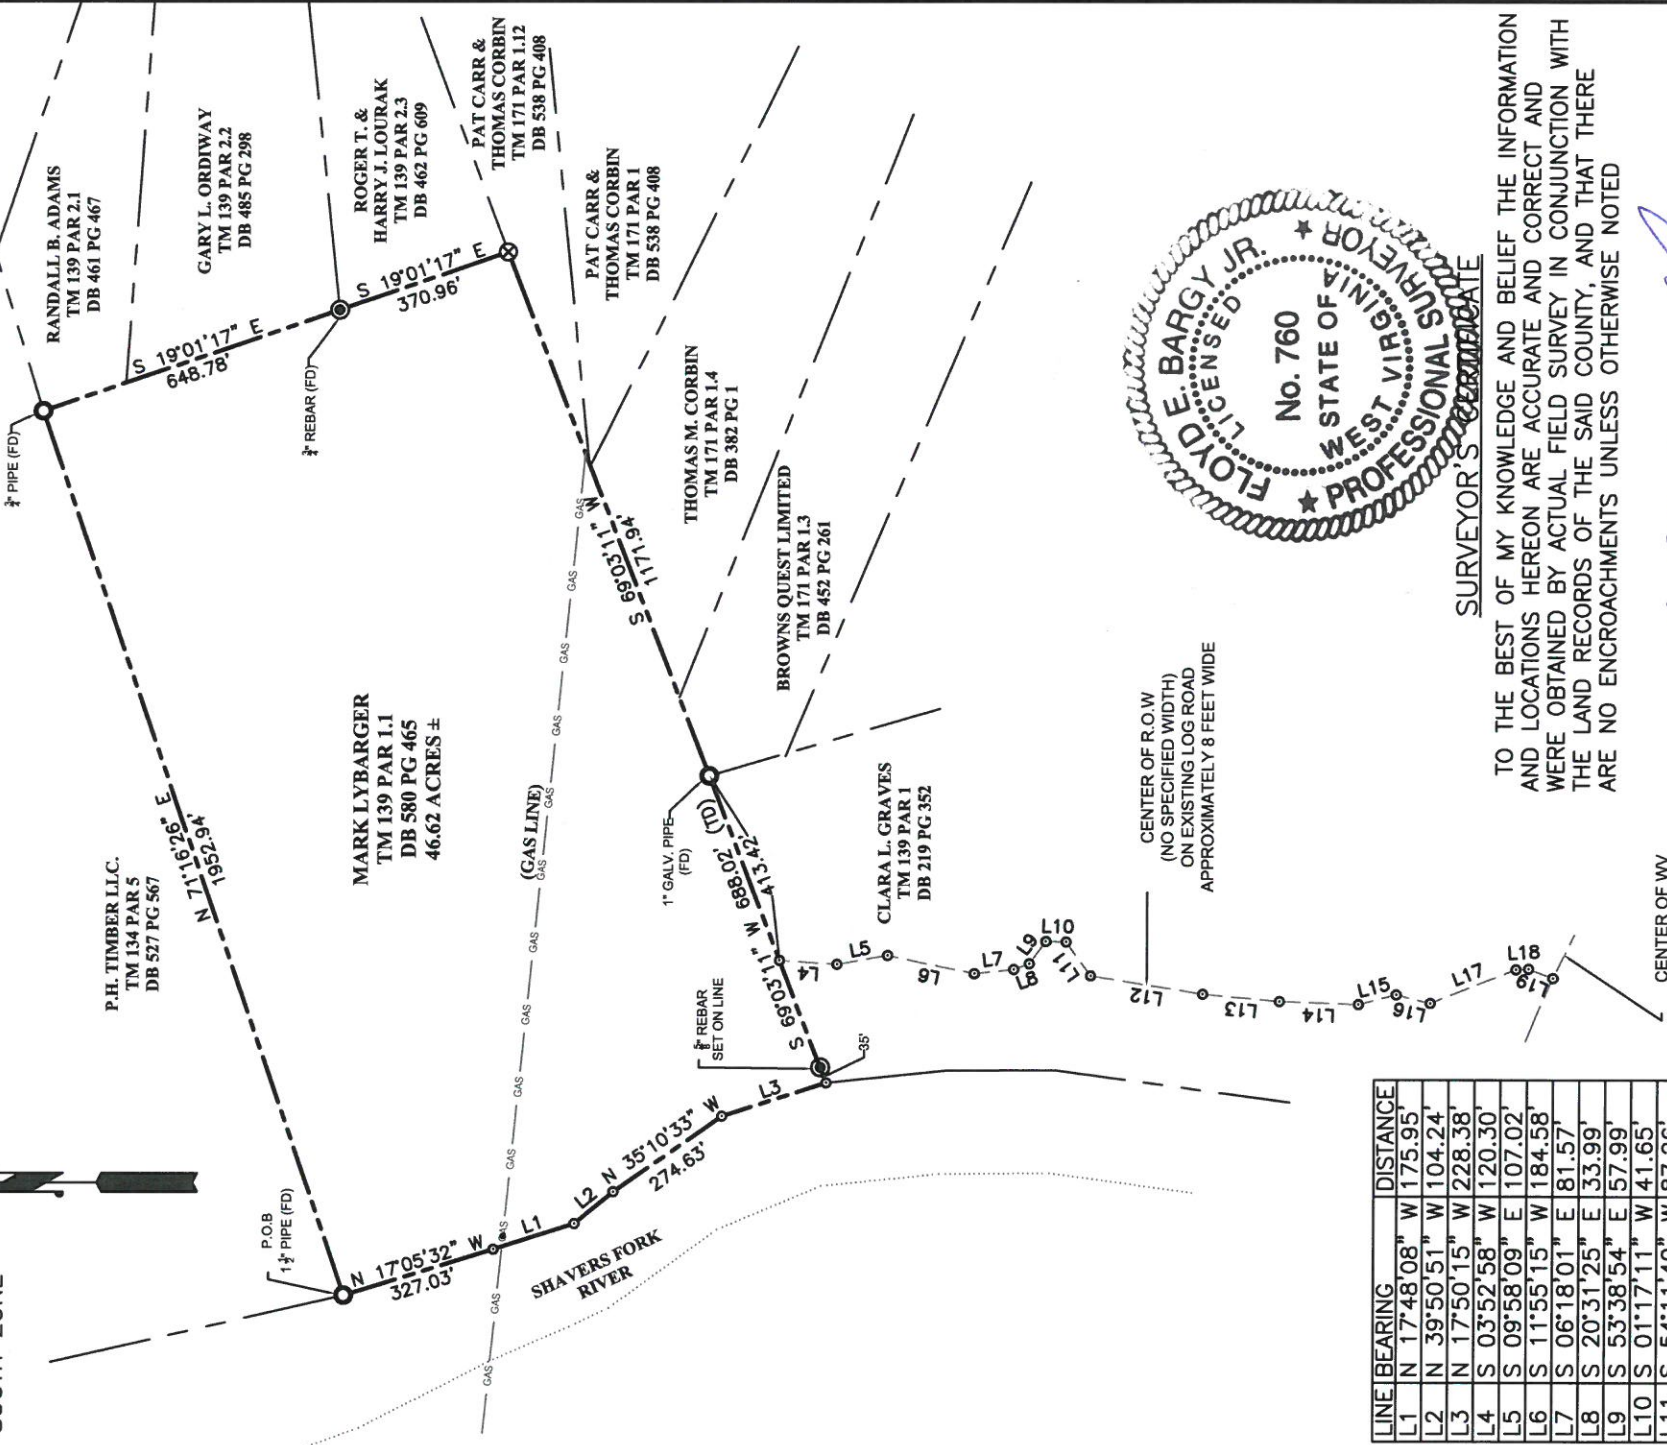 ¾" PIPE (FD)
RANDALL B. ADAMS
TM 139 PAR 2.1
DB 461 PG 467
GARY L. ORDIWAY
TM 139 PAR 2.2
DB 485 PG 298
ROGER T. &
HARRY J. LOURAK
TM 139 PAR 2.3
DB 462 PG 609
PAT CARR &
THOMAS CORBIN
TM 171 PAR 1.12
DB 538 PG 408
S 19°01'17" E
648.78'
¾" REBAR (FD)
S 19°01'17" E
370.96'
PAT CARR &
THOMAS CORBIN
TM 171 PAR 1
DB 538 PG 408
THOMAS M. CORBIN
TM 171 PAR 1.4
DB 382 PG 1
BROWNS QUEST LIMITED
TM 171 PAR 1.3
DB 452 PG 261
P.H. TIMBER LLC.
TM 134 PAR 5
DB 527 PG 567
N 71°16'26" E
1952.94'
MARK LYBARGER
TM 139 PAR 1.1
DB 580 PG 465
46.62 ACRES ±
(GAS LINE)
GAS
GAS
GAS
GAS
GAS
GAS
GAS
GAS
GAS
GAS
GAS
GAS
GAS
GAS
S 69°03'11" W
1171.94'
1" GALV. PIPE
(FD)
S 69°03'11" W 688.02' (TD)
413.42'
CLARA L. GRAVES
TM 139 PAR 1
DB 219 PG 352
⅝" REBAR
SET ON LINE
35'
P.O.B
1½" PIPE (FD)
N 17°05'32" W
327.03'
L1
L2
N 35°10'33" W
274.63'
L3
SHAVERS FORK
RIVER
L4
L5
L6
L7
L8
L9
L10
L11
L12
L13
L14
L15
L16
L17
L18
L19
CENTER OF R.O.W
(NO SPECIFIED WIDTH)
ON EXISTING LOG ROAD
APPROXIMATELY 8 FEET WIDE
CENTER OF WV
FLOYD E. BARGY JR.
LICENSED
No. 760
STATE OF
WEST VIRGINIA
PROFESSIONAL SURVEYOR
SURVEYOR'S CERTIFICATE
TO THE BEST OF MY KNOWLEDGE AND BELIEF THE INFORMATION
AND LOCATIONS HEREON ARE ACCURATE AND CORRECT AND
WERE OBTAINED BY ACTUAL FIELD SURVEY IN CONJUNCTION WITH
THE LAND RECORDS OF THE SAID COUNTY, AND THAT THERE
ARE NO ENCROACHMENTS UNLESS OTHERWISE NOTED
LINE BEARING DISTANCE
L1 N 17°48'08" W 175.95'
L2 N 39°50'51" W 104.24'
L3 N 17°50'15" W 228.38'
L4 S 03°52'58" W 120.30'
L5 S 09°58'09" E 107.02'
L6 S 11°55'15" W 184.58'
L7 S 06°18'01" E 81.57'
L8 S 20°31'25" E 33.99'
L9 S 53°38'54" E 57.99'
L10 S 01°17'11" W 41.65'